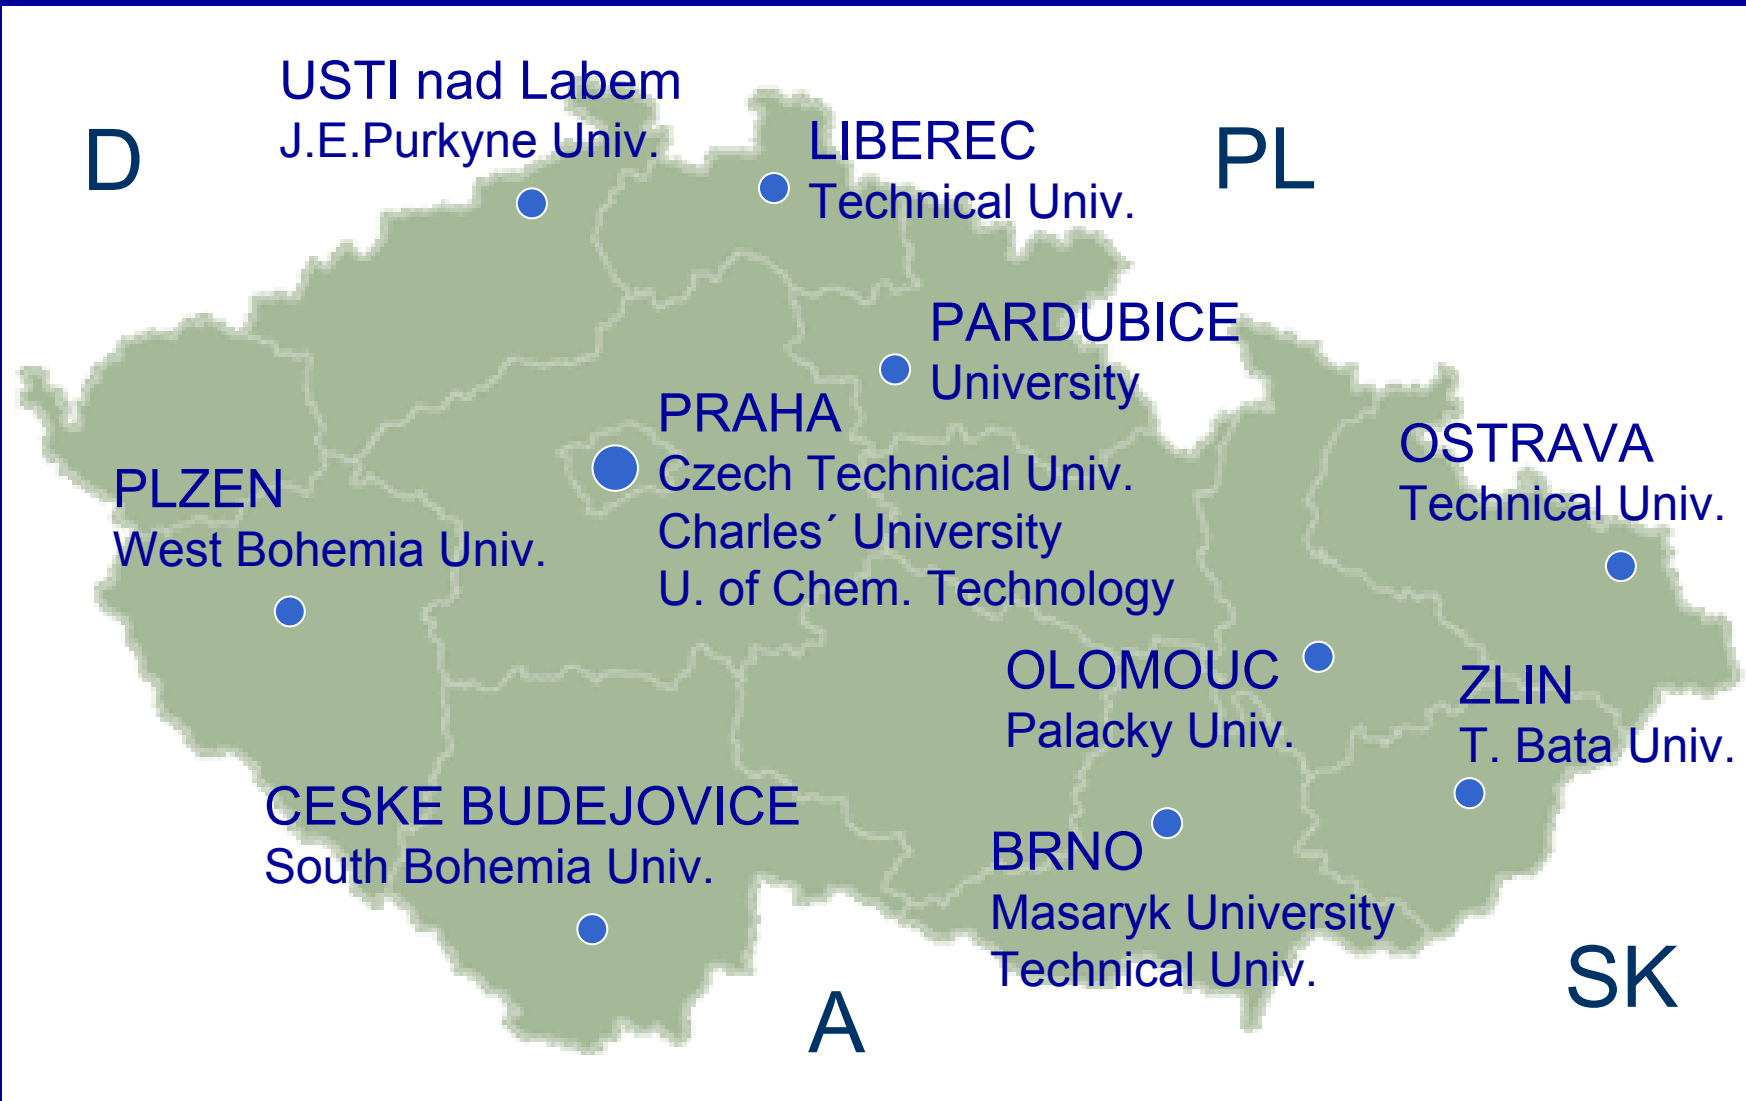 USTI nad Labem
J.E.Purkyne Univ.
D
LIBEREC
Technical Univ.
PL
PARDUBICE
University
PRAHA
Czech Technical Univ.
Charles´ University
U. of Chem. Technology
OSTRAVA
Technical Univ.
PLZEN
West Bohemia Univ.
OLOMOUC
Palacky Univ.
ZLIN
T. Bata Univ.
CESKE BUDEJOVICE
South Bohemia Univ.
BRNO
Masaryk University
Technical Univ.
SK
A